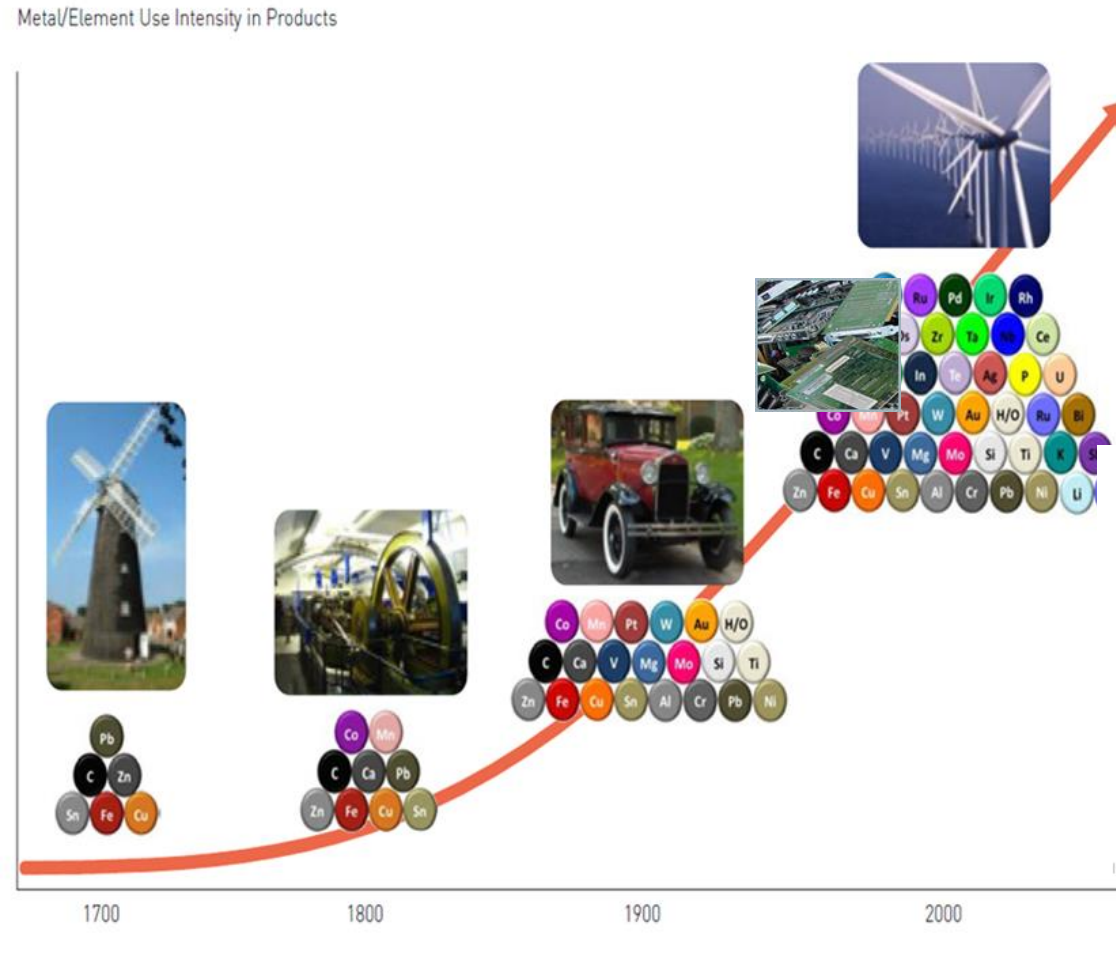 Metal/Element Use Intensity in Products
Ru Pd Ir Rh
Zr Ta Nb Ce
In Te Ag P U
Co Mn Pt W Au H/O Ru Bi
C Ca V Mg Mo Si Ti K
Zn Fe Cu Sn Al Cr Pb Ni Li
Co Mn Pt W Au H/O
C Ca V Mg Mo Si Ti
Zn Fe Cu Sn Al Cr Pb Ni
Pb
C Zn
Sn Fe Cu
Co Mn
C Ca Pb
Zn Fe Cu Sn
1700 1800 1900 2000